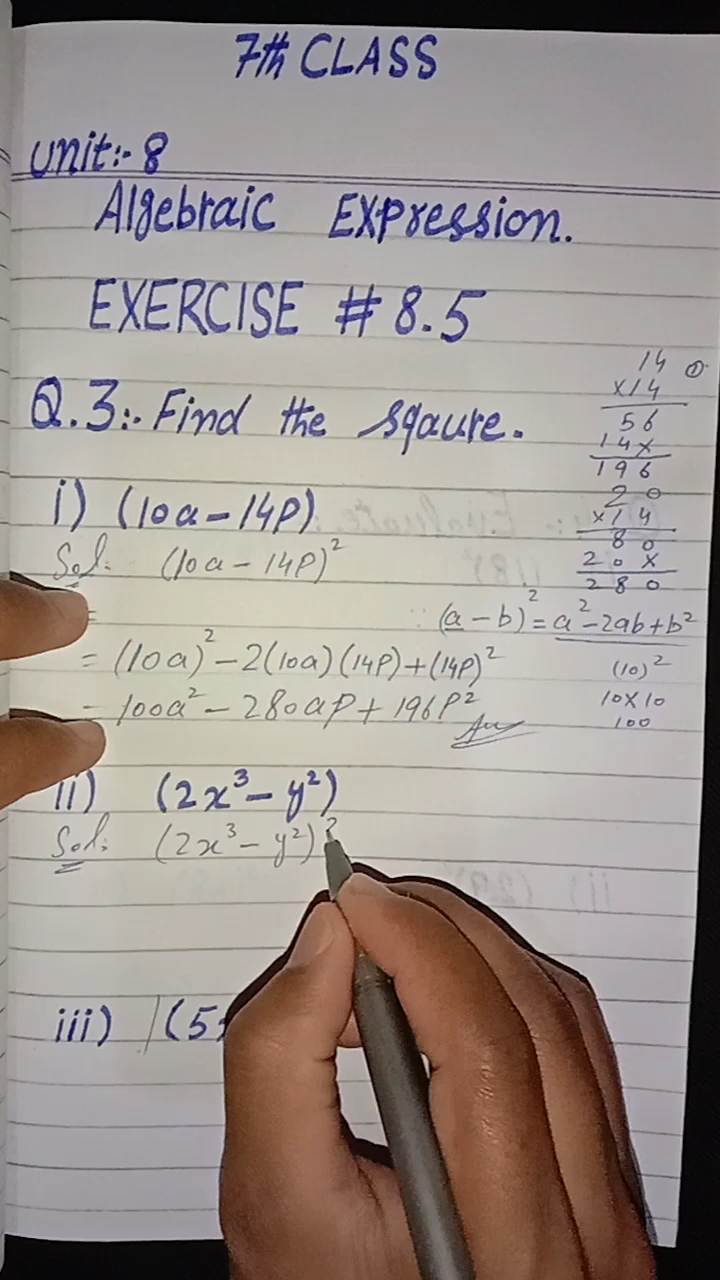 7th CLASS
Unit:- 8
Algebraic Expression.
EXERCISE # 8.5
Q.3:- Find the sqaure.
14 ①
×14
56
14×
196
20
×14
80
20×
280
i) (10a-14p)
Sol: (10a-14p)²
=
∵ (a-b)² = a²-2ab+b²
= (10a)²-2(10a)(14p)+(14p)²
(10)²
= 100a²-280ap+196p² Ans
10×10
100
ii) (2x³-y²)
Sol: (2x³-y²)²
iii) (5